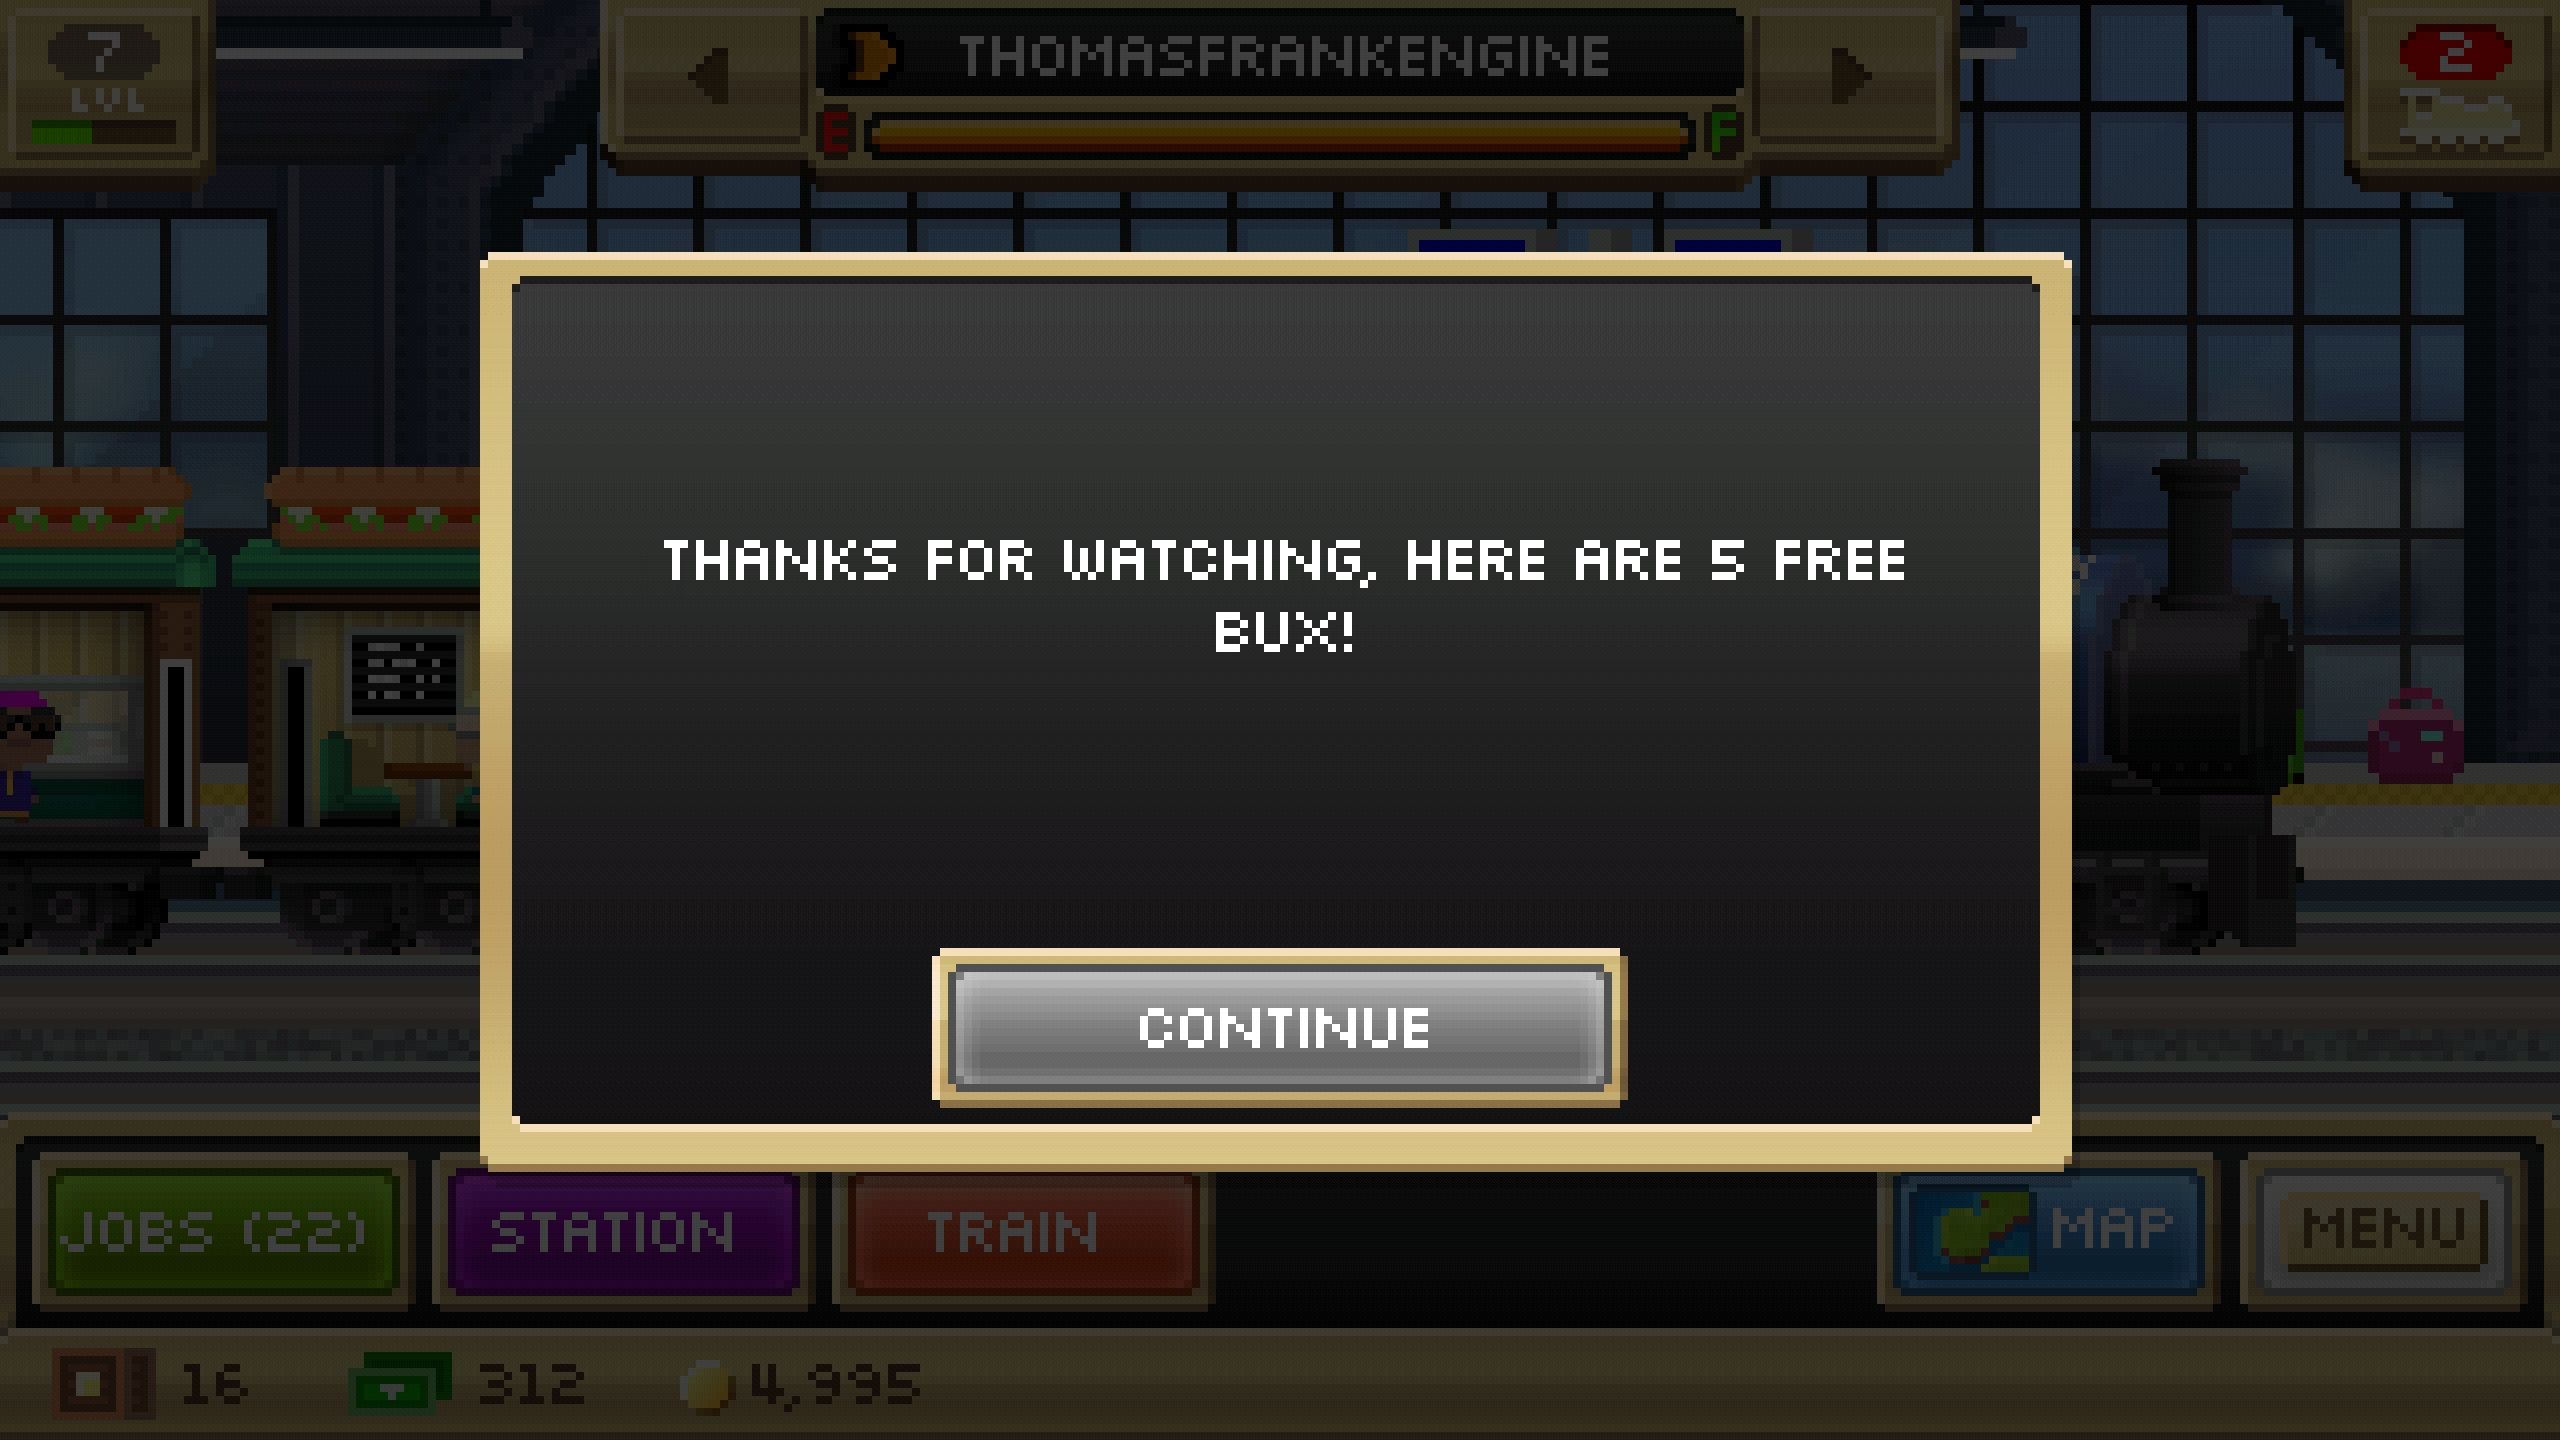 7
LVL
THOMASFRANKENGINE
E
F
2
THANKS FOR WATCHING, HERE ARE 5 FREE
BUX!
CONTINUE
JOBS (22)
STATION
TRAIN
MAP
MENU
16
312
4,995